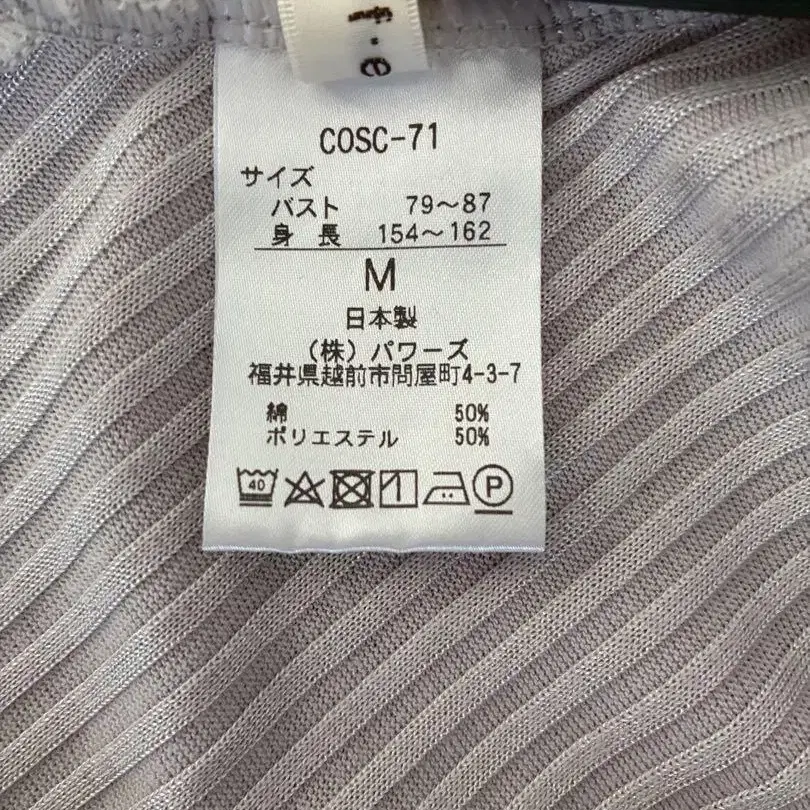 COSC-71
サイズ
バスト 79～87
身 長 154～162
M
日本製
(株)パワーズ
福井県越前市問屋町4-3-7
綿 50%
ポリエステル 50%
40 1 P